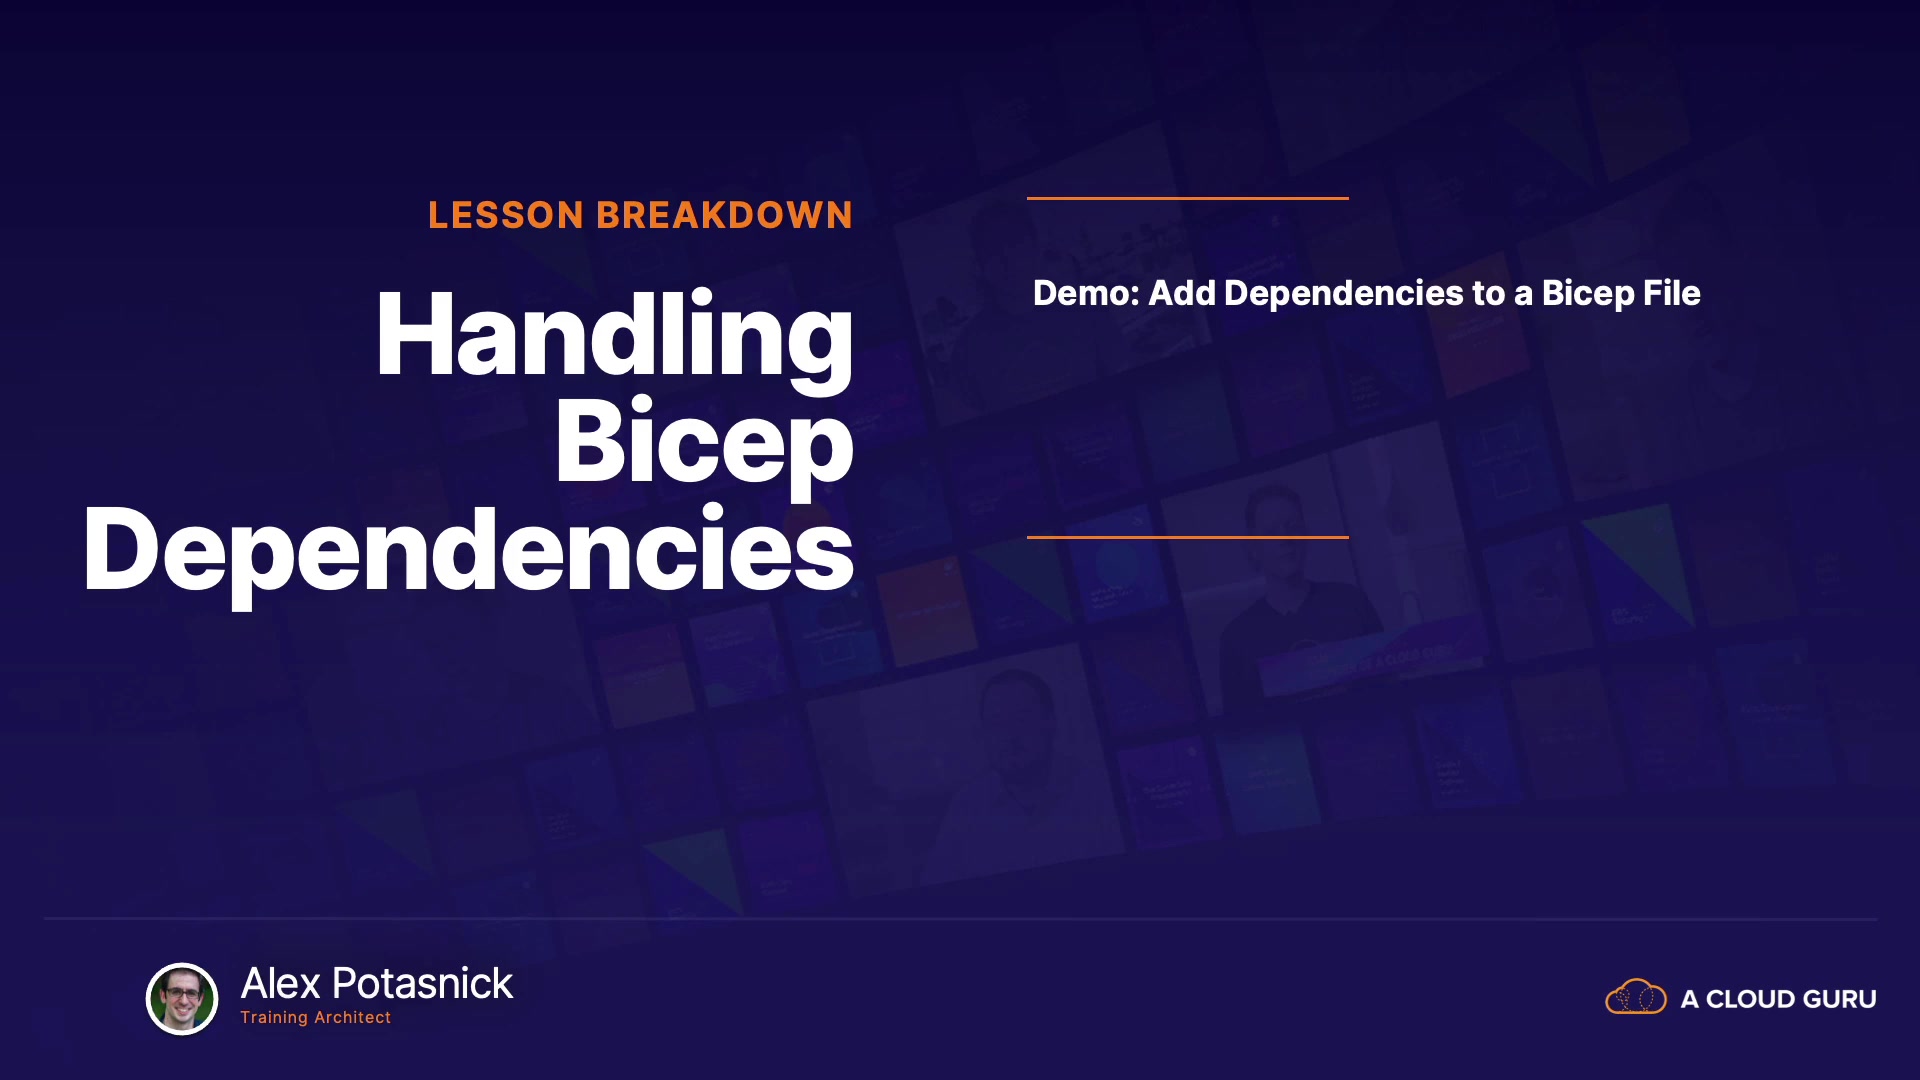 LESSON BREAKDOWN
Handling
Bicep
Dependencies
Demo: Add Dependencies to a Bicep File
Alex Potasnick
Training Architect
A CLOUD GURU